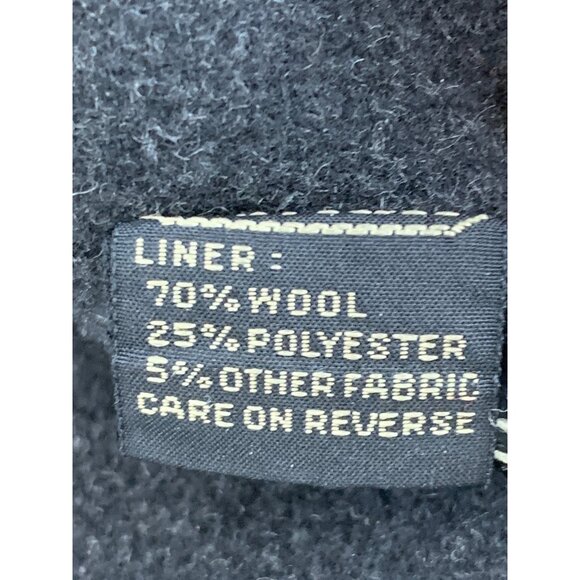 LINER :
70% WOOL
25% POLYESTER
5% OTHER FABRIC
CARE ON REVERSE